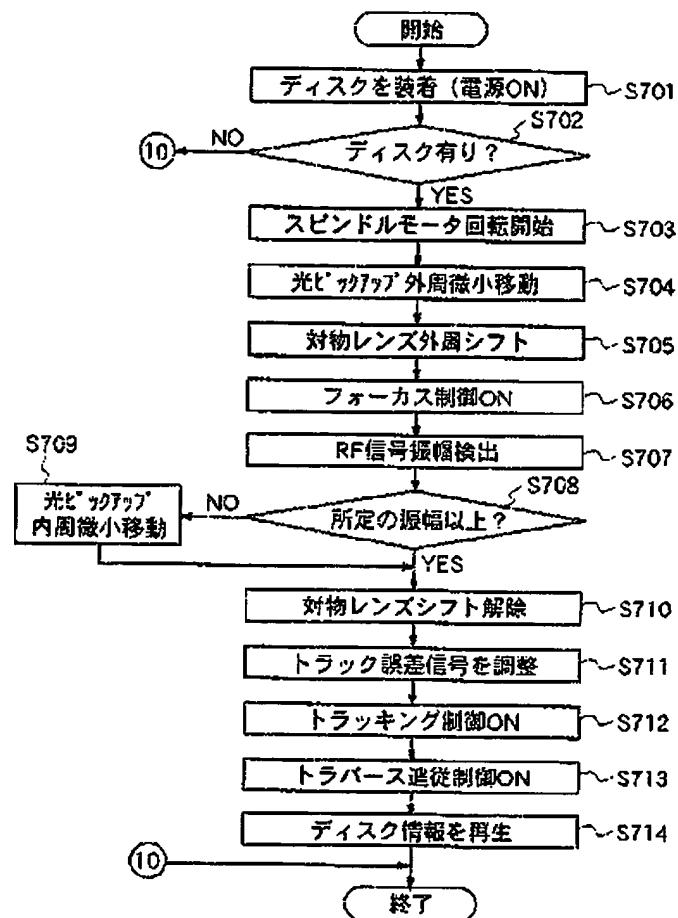 開始
ディスクを装着（電源ON）
S701
S702
ディスク有り？
NO
10
YES
スピンドルモータ回転開始
S703
光ピックアップ外周微小移動
S704
対物レンズ外周シフト
S705
フォーカス制御ON
S706
RF信号振幅検出
S707
S708
所定の振幅以上？
NO
S709
光ピックアップ
内周微小移動
YES
対物レンズシフト解除
S710
トラック誤差信号を調整
S711
トラッキング制御ON
S712
トラバース追従制御ON
S713
ディスク情報を再生
S714
10
終了